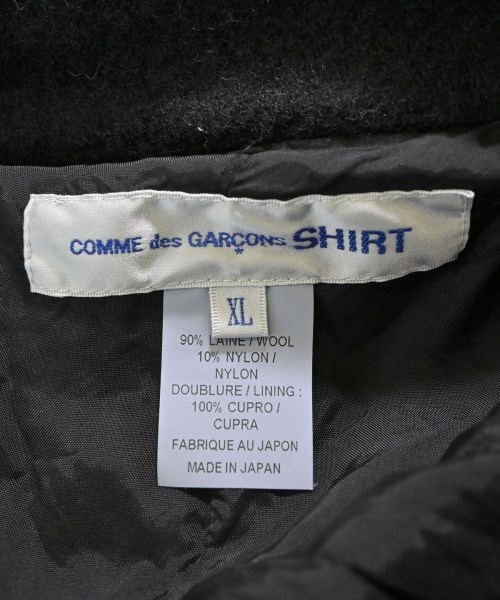 COMME des GARÇONS SHIRT
XL
90% LAINE / WOOL
10% NYLON /
NYLON
DOUBLURE / LINING :
100% CUPRO /
CUPRA
FABRIQUE AU JAPON
MADE IN JAPAN